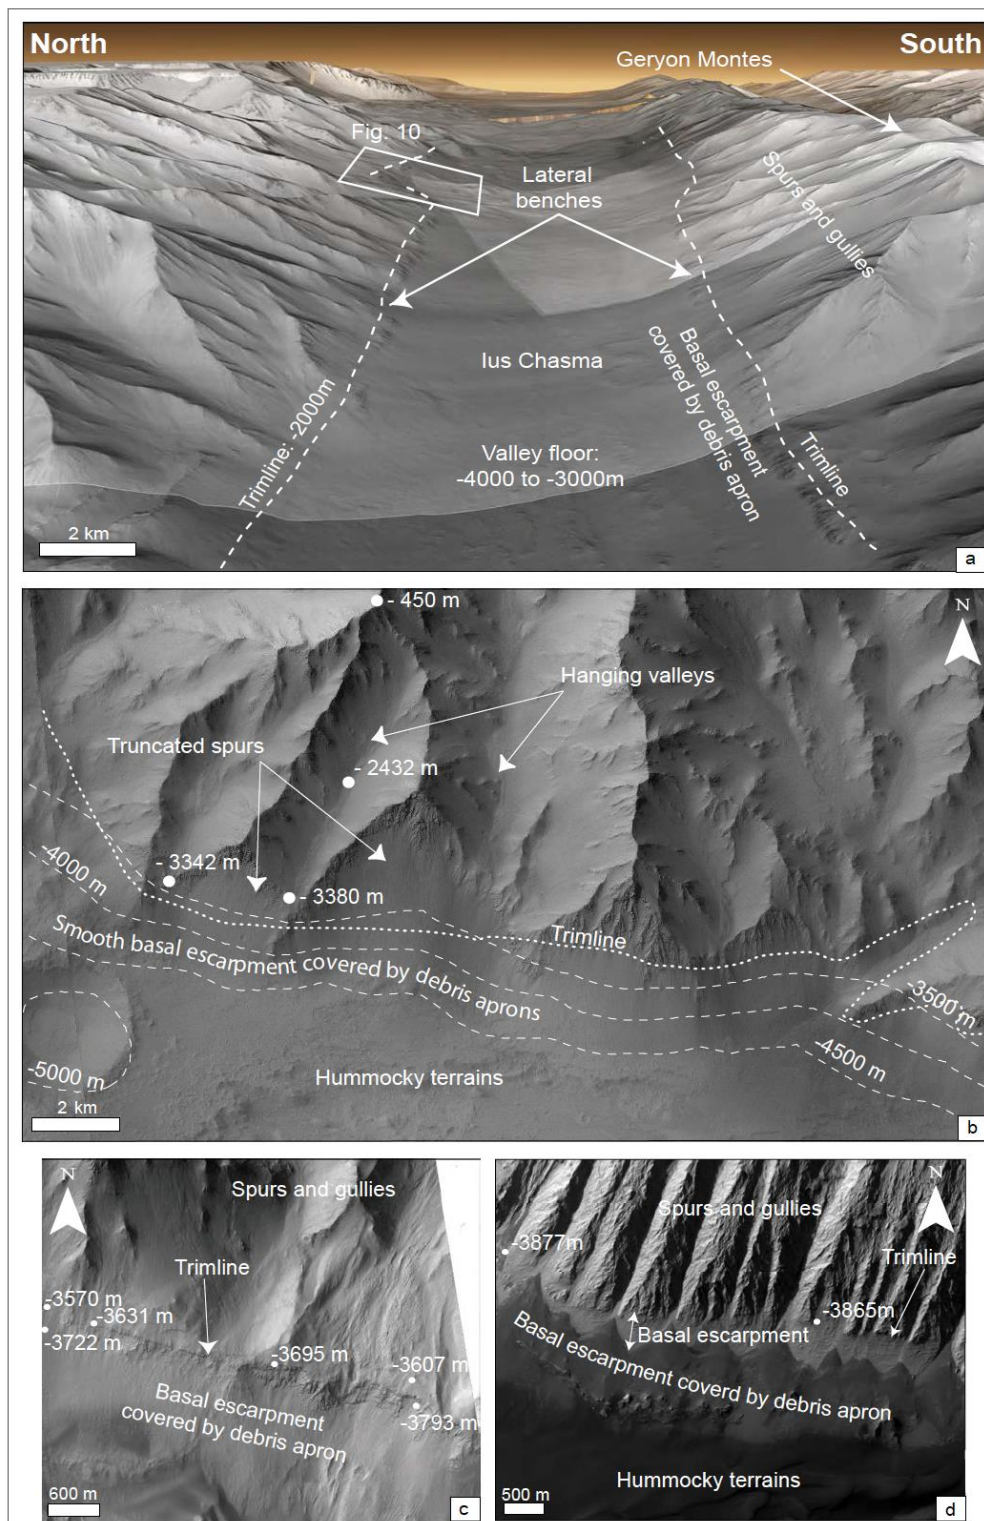 North
South
Geryon Montes
Fig. 10
Lateral
benches
Spurs and gullies
Ius Chasma
Basal escarpment
covered by debris apron
Trimline: -2000m
Trimline
Valley floor:
-4000 to -3000m
2 km
a
- 450 m
N
Hanging valleys
Truncated spurs
- 2432 m
- 3342 m
- 3380 m
-4000 m
Trimline
Smooth basal escarpment covered by debris aprons
-3500 m
-4500 m
-5000 m
Hummocky terrains
2 km
b
N
Spurs and gullies
Trimline
-3570 m
-3631 m
-3722 m
-3695 m
-3607 m
-3793 m
Basal escarpment
covered by debris apron
600 m
c
N
Spurs and gullies
-3877m
Trimline
-3865m
Basal escarpment
Basal escarpment coverd by debris apron
Hummocky terrains
500 m
d